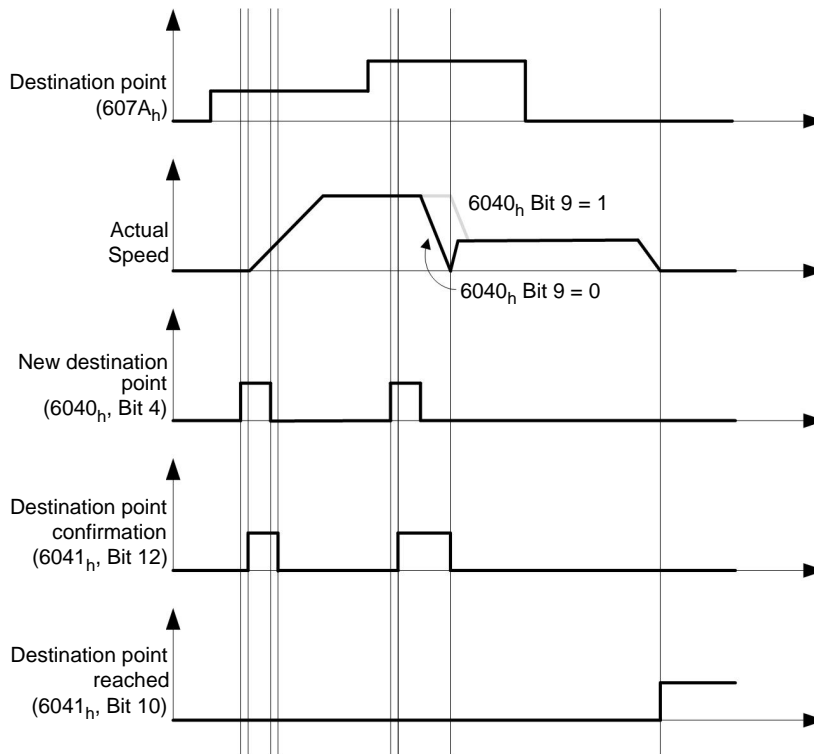 Destination point
(607Ah)
Actual
Speed
6040h Bit 9 = 1
6040h Bit 9 = 0
New destination
point
(6040h, Bit 4)
Destination point
confirmation
(6041h, Bit 12)
Destination point
reached
(6041h, Bit 10)